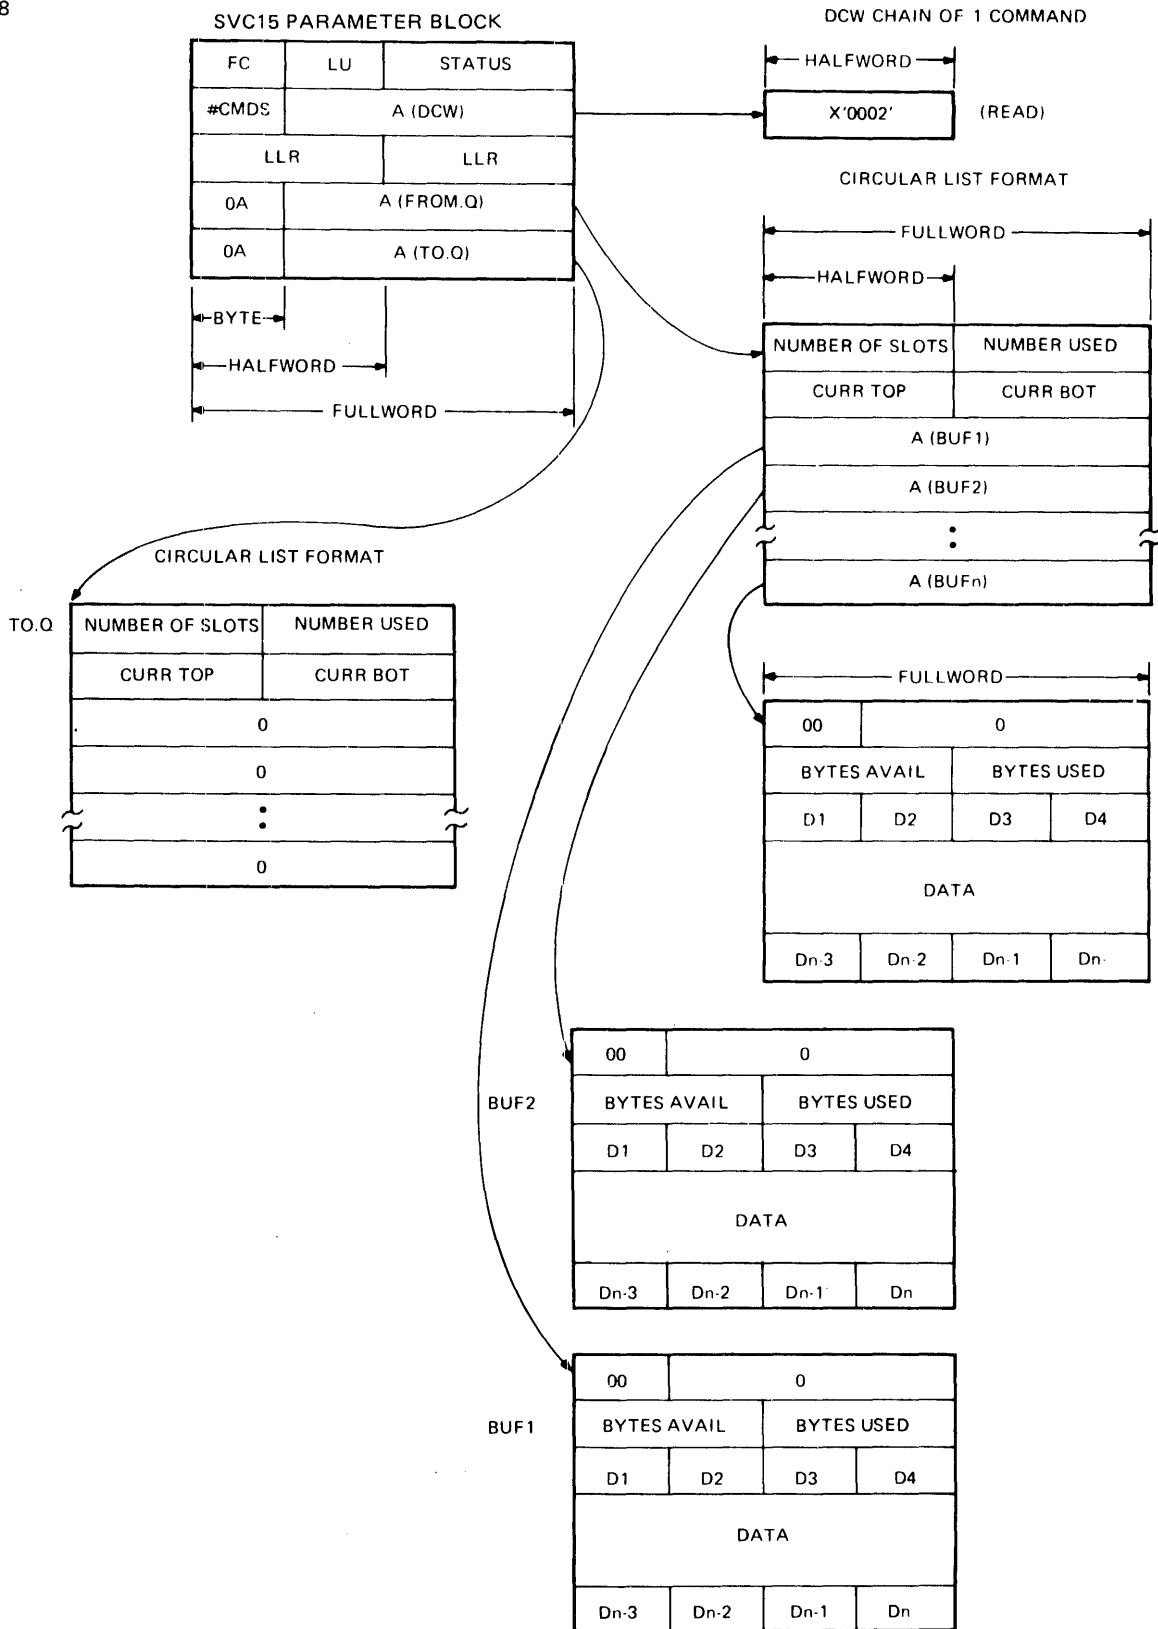 8
SVC15 PARAMETER BLOCK
FC LU STATUS
#CMDS A (DCW)
LLR LLR
0A A (FROM.Q)
0A A (TO.Q)
BYTE
HALFWORD
FULLWORD
DCW CHAIN OF 1 COMMAND
HALFWORD
X'0002' (READ)
CIRCULAR LIST FORMAT
FULLWORD
HALFWORD
NUMBER OF SLOTS NUMBER USED
CURR TOP CURR BOT
A (BUF1)
A (BUF2)
A (BUFn)
CIRCULAR LIST FORMAT
TO.Q NUMBER OF SLOTS NUMBER USED
CURR TOP CURR BOT
0
0
0
FULLWORD
00 0
BYTES AVAIL BYTES USED
D1 D2 D3 D4
DATA
Dn-3 Dn-2 Dn-1 Dn
00 0
BUF2 BYTES AVAIL BYTES USED
D1 D2 D3 D4
DATA
Dn-3 Dn-2 Dn-1 Dn
00 0
BUF1 BYTES AVAIL BYTES USED
D1 D2 D3 D4
DATA
Dn-3 Dn-2 Dn-1 Dn